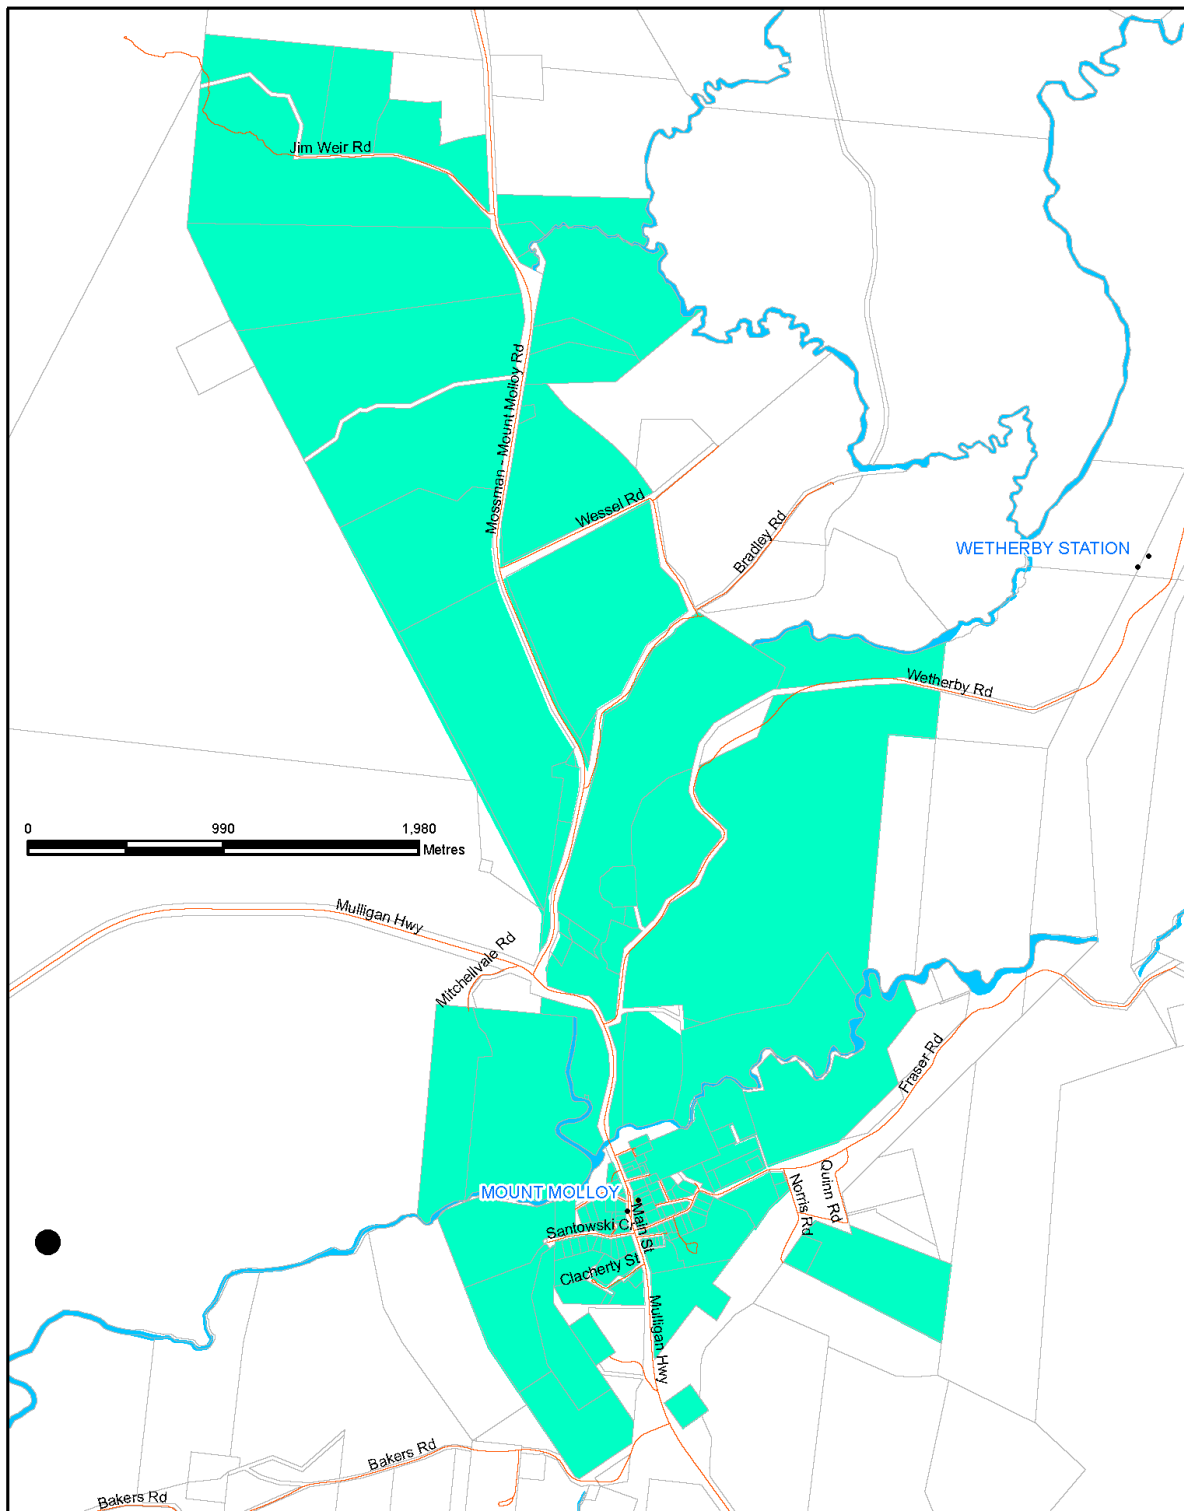 Jim Weir Rd
Mossman - Mount Molloy Rd
Wessel Rd
Bradley Rd
WETHERBY STATION
Wetherby Rd
0 990 1,980
Metres
Mulligan Hwy
Mitchellvale Rd
Fraser Rd
Quinn Rd
Norris Rd
MOUNT MOLLOY
Main St
Santowski Cr
Clacherty St
Mulligan Hwy
Bakers Rd
Bakers Rd